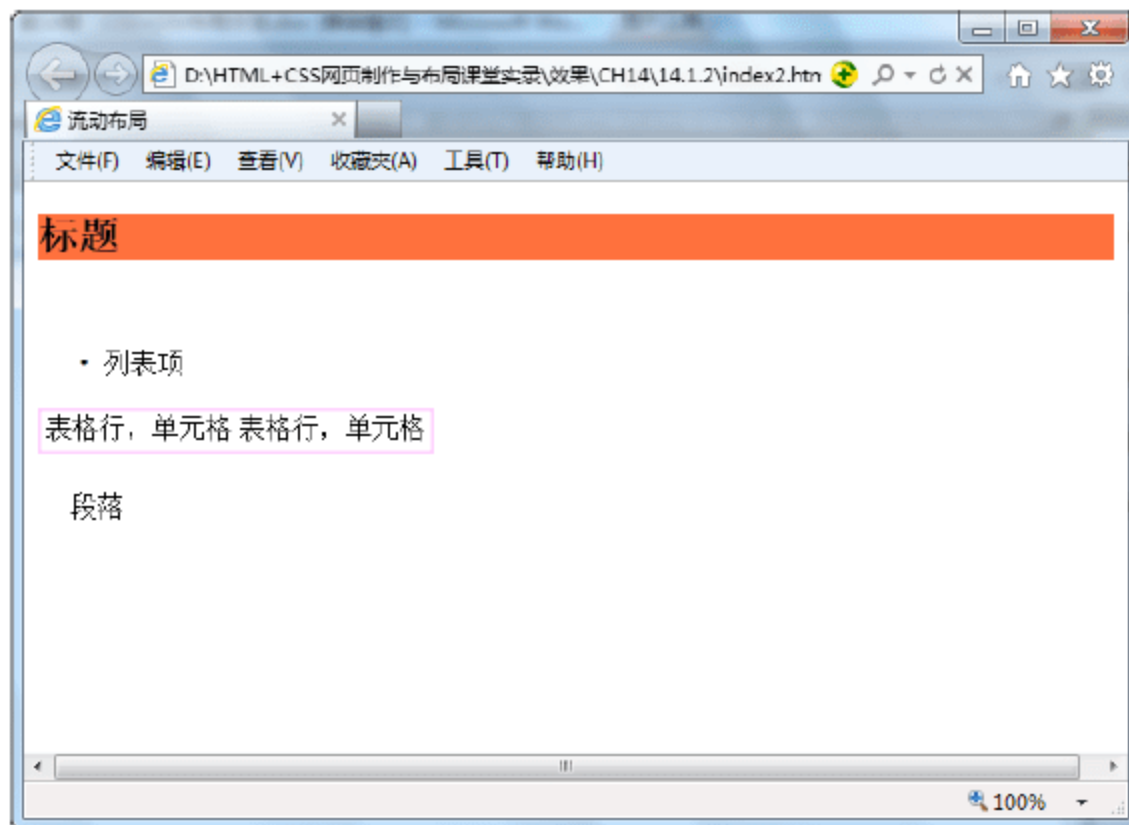 D:\HTML+CSS网页制作与布局课堂实录\效果\CH14\14.1.2\index2.htn
流动布局
文件(F) 编辑(E) 查看(V) 收藏夹(A) 工具(T) 帮助(H)
标题
· 列表项
表格行，单元格 表格行，单元格
段落
100%